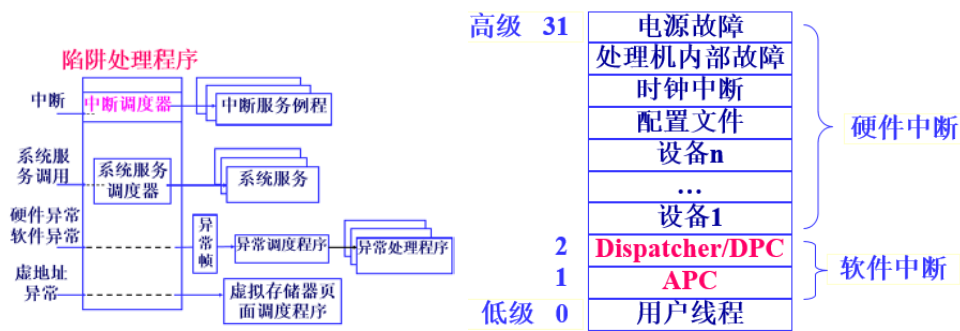 陷阱处理程序
中断
中断调度器
中断服务例程
系统服
务调用
系统服务
调度器
系统服务
硬件异常
软件异常
异
常
帧
异常调度程序
异常处理程序
虚地址
异常
虚拟存储器页
面调度程序
高级 31
电源故障
处理机内部故障
时钟中断
配置文件
设备n
...
设备1
硬件中断
2
Dispatcher/DPC
1
APC
软件中断
低级 0
用户线程